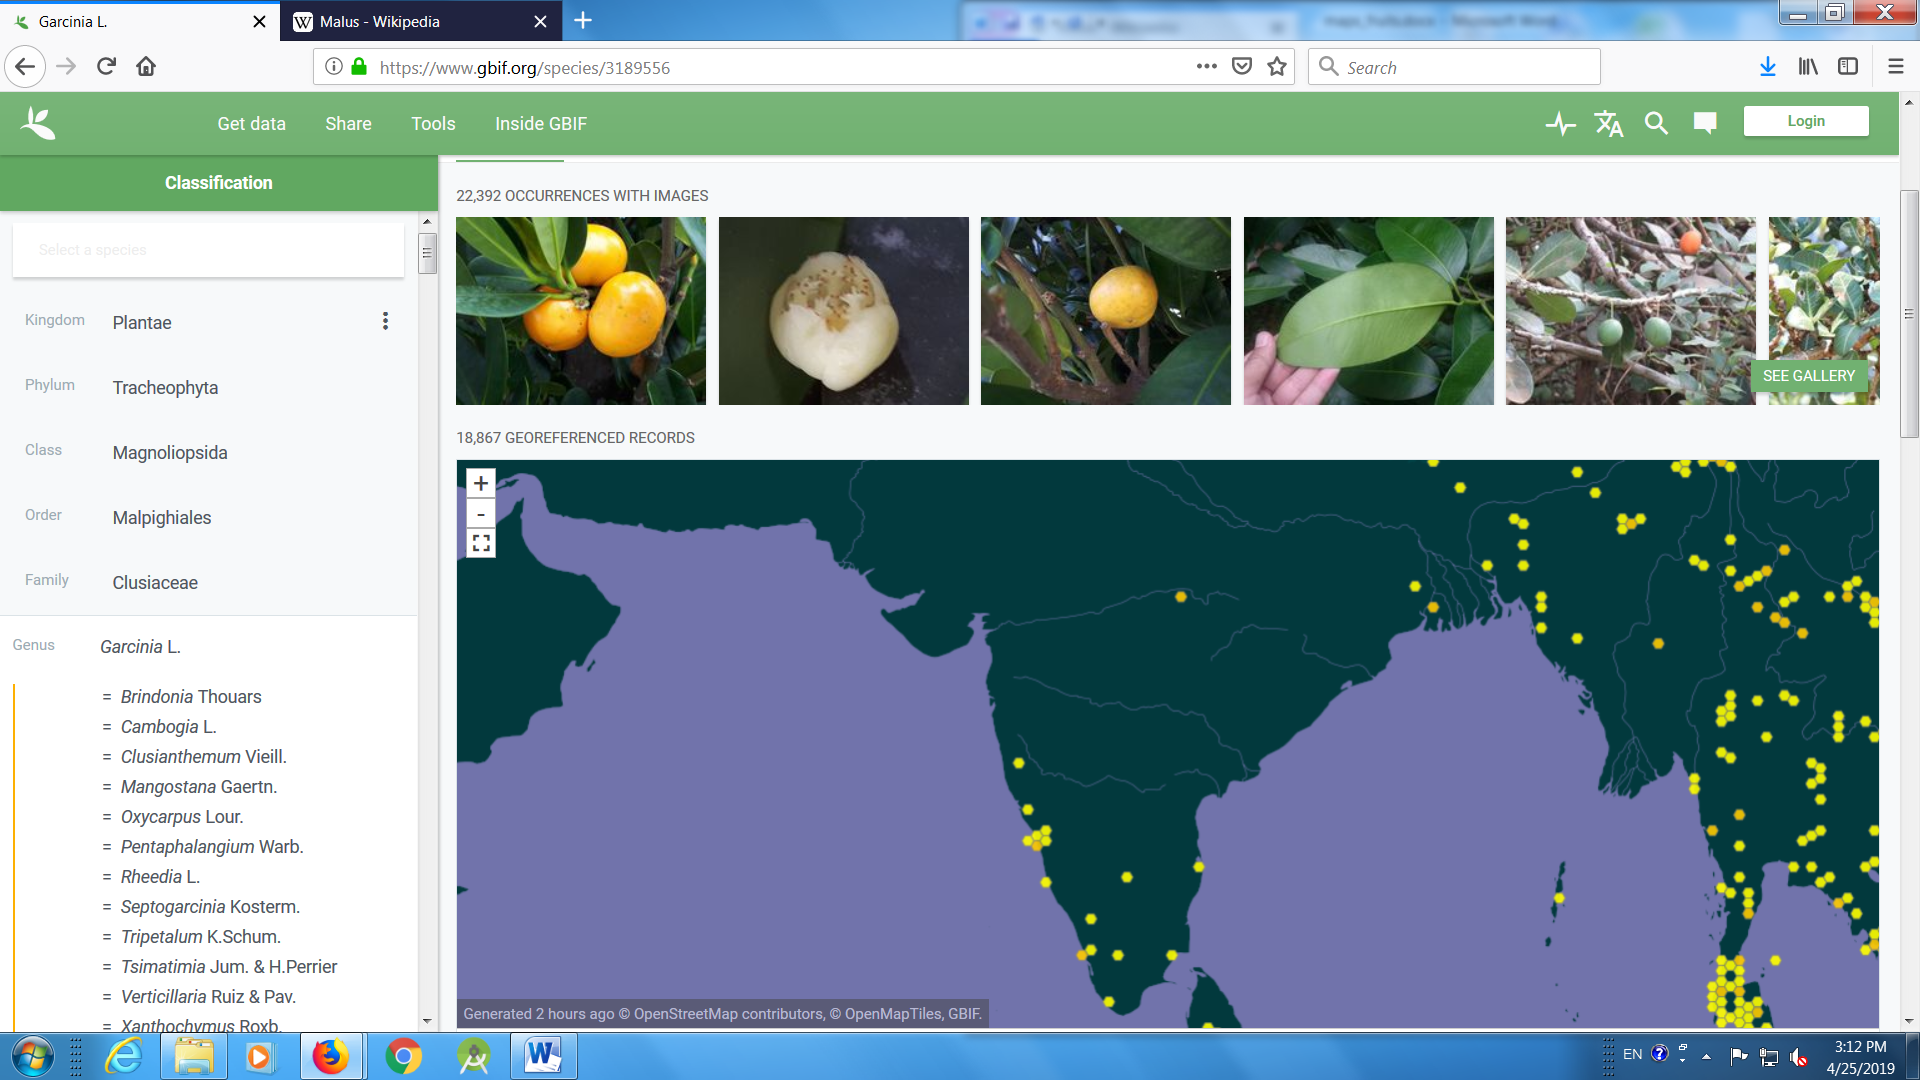 Garcinia L.
Malus - Wikipedia
https://www.gbif.org/species/3189556
Search
Get data
Share
Tools
Inside GBIF
Login
Classification
Select a species
Kingdom Plantae
Phylum Tracheophyta
Class Magnoliopsida
Order Malpighiales
Family Clusiaceae
Genus Garcinia L.
= Brindonia Thouars
= Cambogia L.
= Clusianthemum Vieill.
= Mangostana Gaertn.
= Oxycarpus Lour.
= Pentaphalangium Warb.
= Rheedia L.
= Septogarcinia Kosterm.
= Tripetalum K.Schum.
= Tsimatimia Jum. & H.Perrier
= Verticillaria Ruiz & Pav.
= Xanthochymus Roxb.
22,392 OCCURRENCES WITH IMAGES
SEE GALLERY
18,867 GEOREFERENCED RECORDS
+
-
Generated 2 hours ago © OpenStreetMap contributors, © OpenMapTiles, GBIF.
EN
3:12 PM
4/25/2019